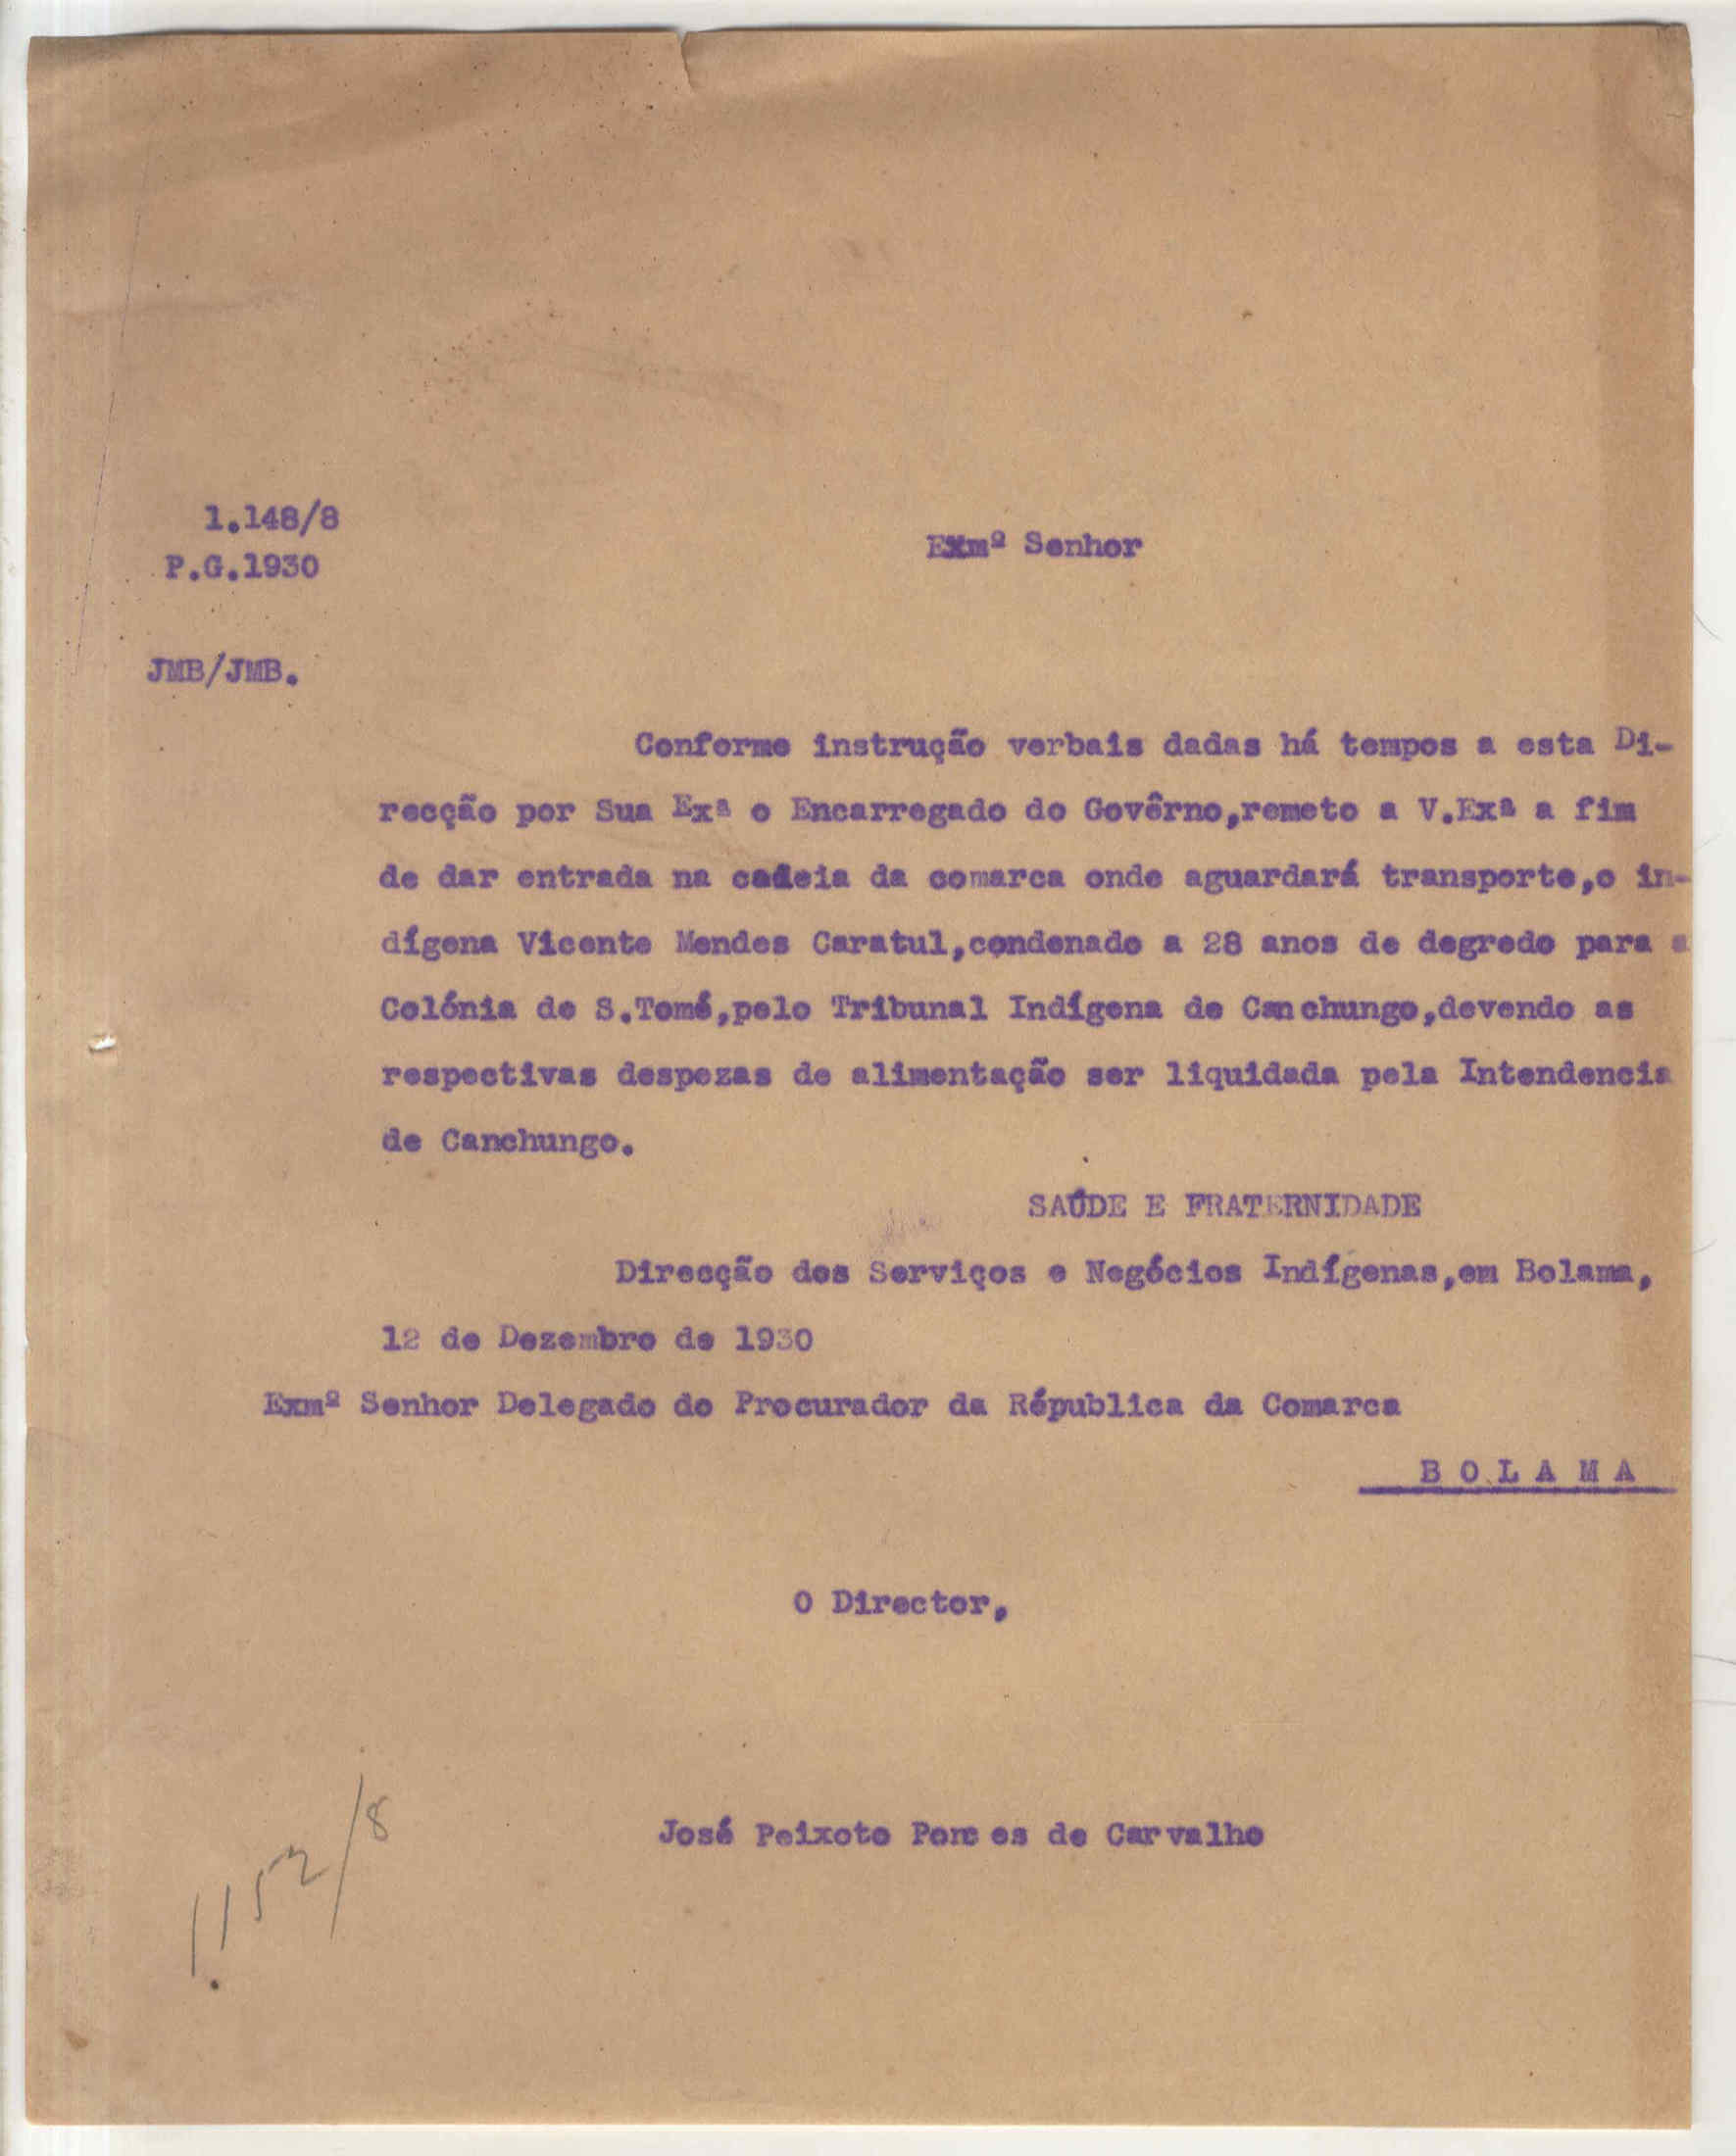 1.148/8
Exmº Senhor
P.G.1930
JMB/JMB.
Conforme instrução verbais dadas há tempos a esta Di-
recção por Sua Exª o Encarregado do Govêrno,remeto a V.Exª a fim
de dar entrada na cadeia da comarca onde aguardará transporte,o in-
dígena Vicente Mendes Caratul,condenado a 28 anos de degredo para a
Colónia de S.Tomé,pelo Tribunal Indígena de Canchungo,devendo as
respectivas despezas de alimentação ser liquidada pela Intendencia
de Canchungo.
SAÚDE E FRATERNIDADE
Direcção dos Serviços e Negócios Indígenas,em Bolama,
12 de Dezembro de 1930
Exmº Senhor Delegado do Procurador da Républica da Comarca
B O L A M A
O Director,
José Peixoto Ponces de Carvalho
1152/8